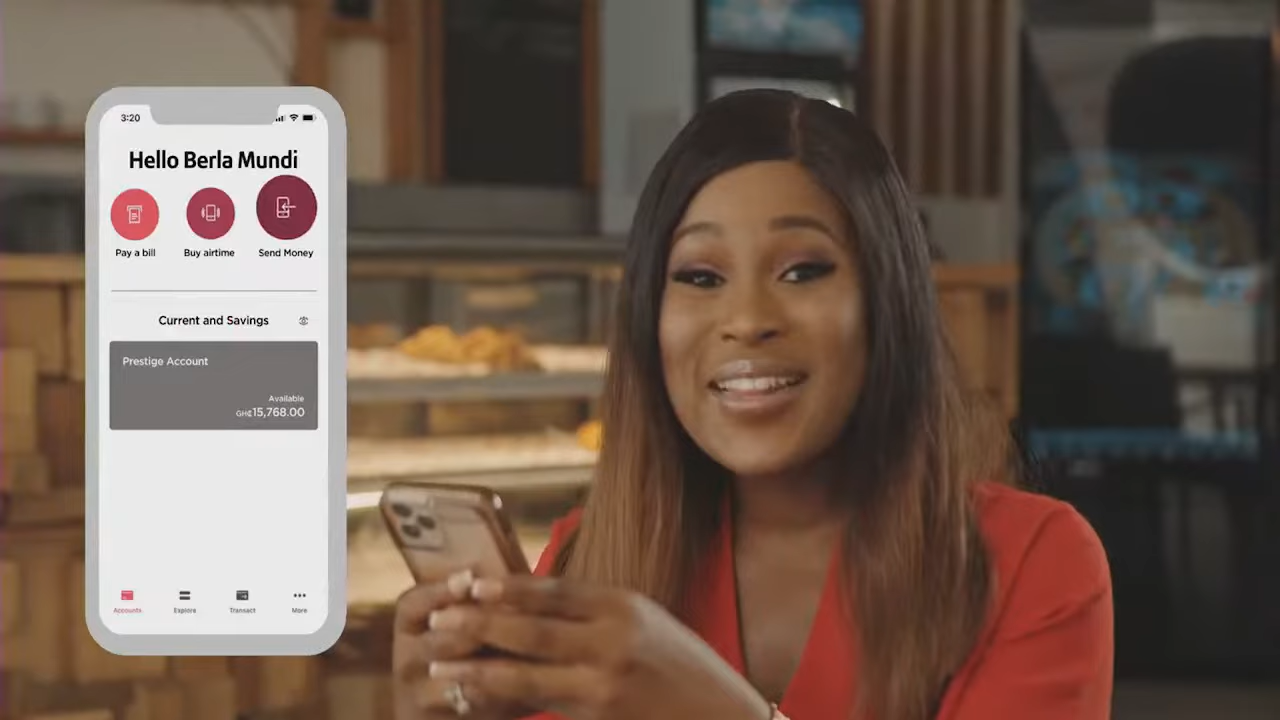 3:20
Hello Berla Mundi
Pay a bill
Buy airtime
Send Money
Current and Savings
Prestige Account
Available
GH¢15,768.00
Accounts
Explore
Transact
More